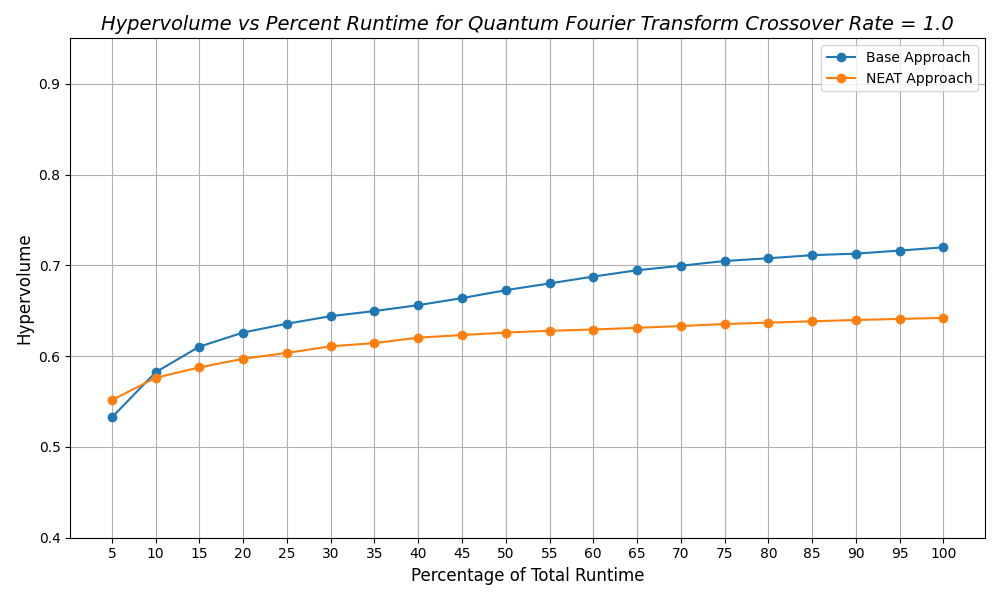 Hypervolume vs Percent Runtime for Quantum Fourier Transform Crossover Rate = 1.0
Base Approach
NEAT Approach
Hypervolume
0.9
0.8
0.7
0.6
0.5
0.4
5 10 15 20 25 30 35 40 45 50 55 60 65 70 75 80 85 90 95 100
Percentage of Total Runtime